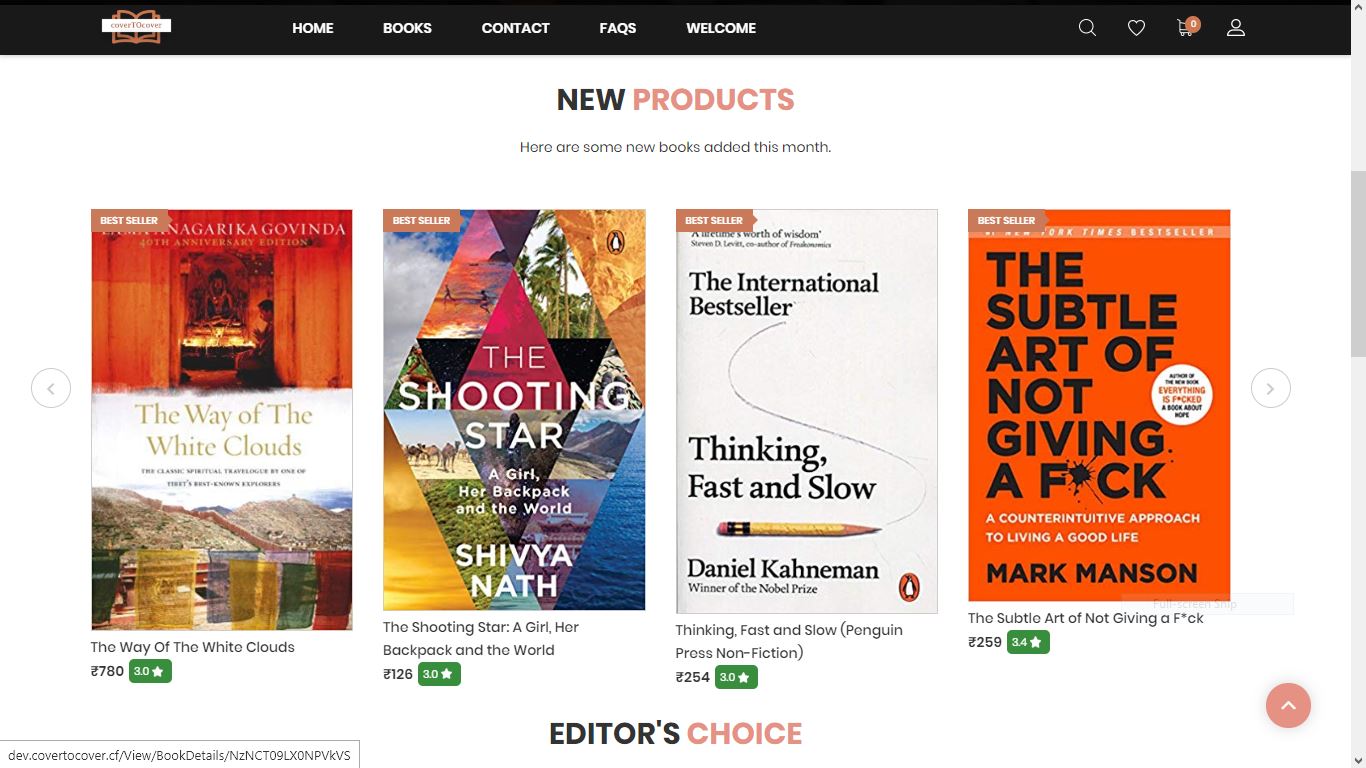 coverTOcover
HOME BOOKS CONTACT FAQS WELCOME
0
NEW PRODUCTS
Here are some new books added this month.
BEST SELLER
ANAGARIKA GOVINDA
40TH ANNIVERSARY EDITION
The Way of The
White Clouds
THE CLASSIC SPIRITUAL TRAVELOGUE BY ONE OF
TIBET'S BEST-KNOWN EXPLORERS
The Way Of The White Clouds
₹780 3.0
BEST SELLER
THE
SHOOTING
STAR
A Girl,
Her Backpack
and the World
SHIVYA
NATH
The Shooting Star: A Girl, Her
Backpack and the World
₹126 3.0
BEST SELLER
'A lifetime's worth of wisdom'
Steven D. Levitt, co-author of Freakonomics
The International
Bestseller
Thinking,
Fast and Slow
Daniel Kahneman
Winner of the Nobel Prize
Thinking, Fast and Slow (Penguin
Press Non-Fiction)
₹254 3.0
BEST SELLER
#1 NEW YORK TIMES BESTSELLER
THE
SUBTLE
ART OF
NOT
GIVING
A F*CK
AUTHOR OF
THE NEW BOOK
EVERYTHING
IS F*CKED
A BOOK ABOUT
HOPE
A COUNTERINTUITIVE APPROACH
TO LIVING A GOOD LIFE
MARK MANSON
Full-screen Snip
The Subtle Art of Not Giving a F*ck
₹259 3.4
EDITOR'S CHOICE
dev.covertocover.cf/View/BookDetails/NzNCT09LX0NPVkVS